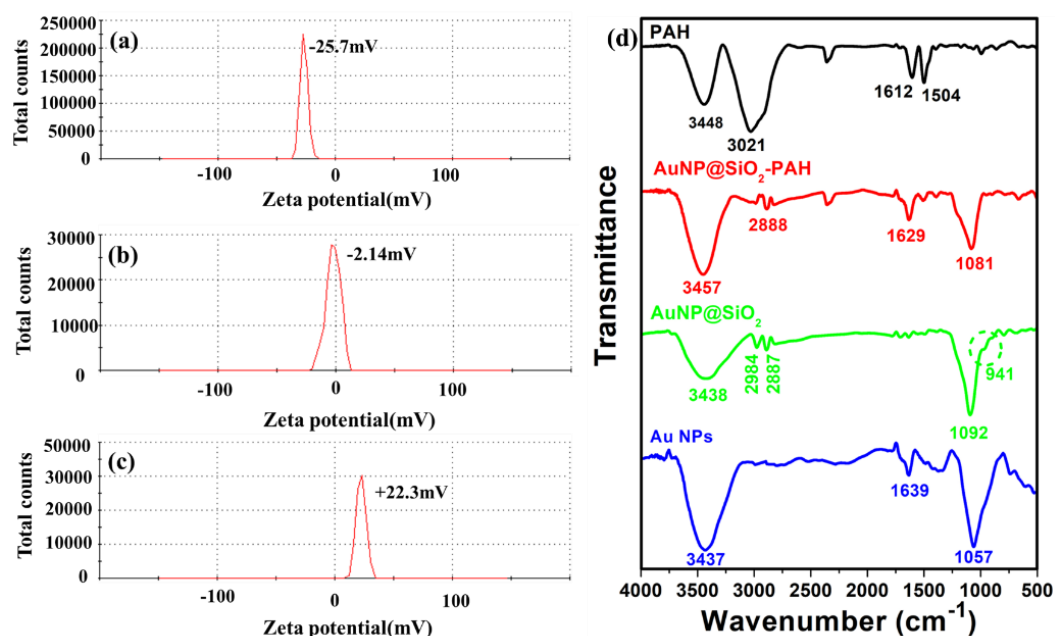 (a)
-25.7mV
Total counts
250000
200000
150000
100000
50000
0
-100
0
100
Zeta potential(mV)
(b)
-2.14mV
Total counts
30000
20000
10000
0
-100
0
100
Zeta potential(mV)
(c)
+22.3mV
Total counts
50000
40000
30000
20000
10000
0
-100
0
100
Zeta potential(mV)
(d)
PAH
3448
3021
1612
1504
AuNP@SiO2-PAH
3457
2888
1629
1081
AuNP@SiO2
3438
2984
2887
1092
941
Au NPs
3437
1639
1057
Transmittance
4000 3500 3000 2500 2000 1500 1000 500
Wavenumber (cm-1)